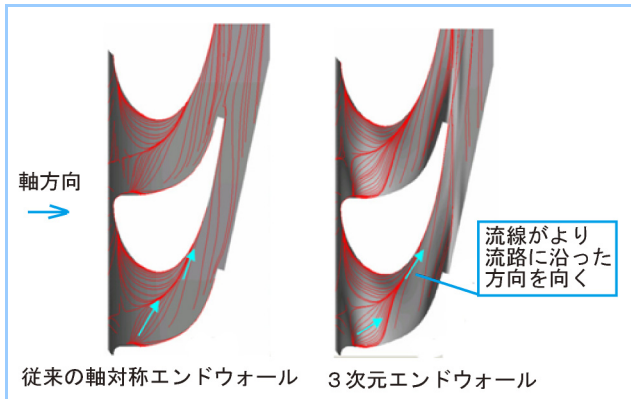 軸方向
流線がより
流路に沿った
方向を向く
従来の軸対称エンドウォール
3次元エンドウォール